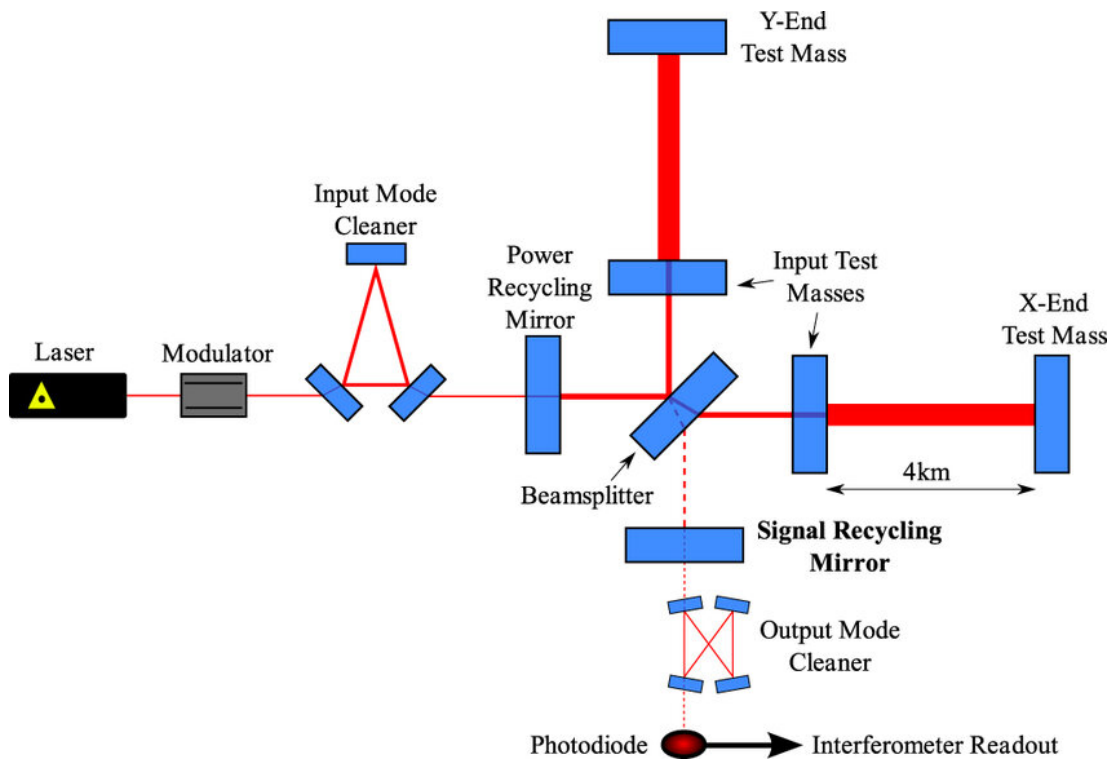 Y-End
Test Mass
Input Mode
Cleaner
Power
Recycling
Mirror
Input Test
Masses
X-End
Test Mass
Laser
Modulator
4km
Beamsplitter
Signal Recycling
Mirror
Output Mode
Cleaner
Photodiode
Interferometer Readout